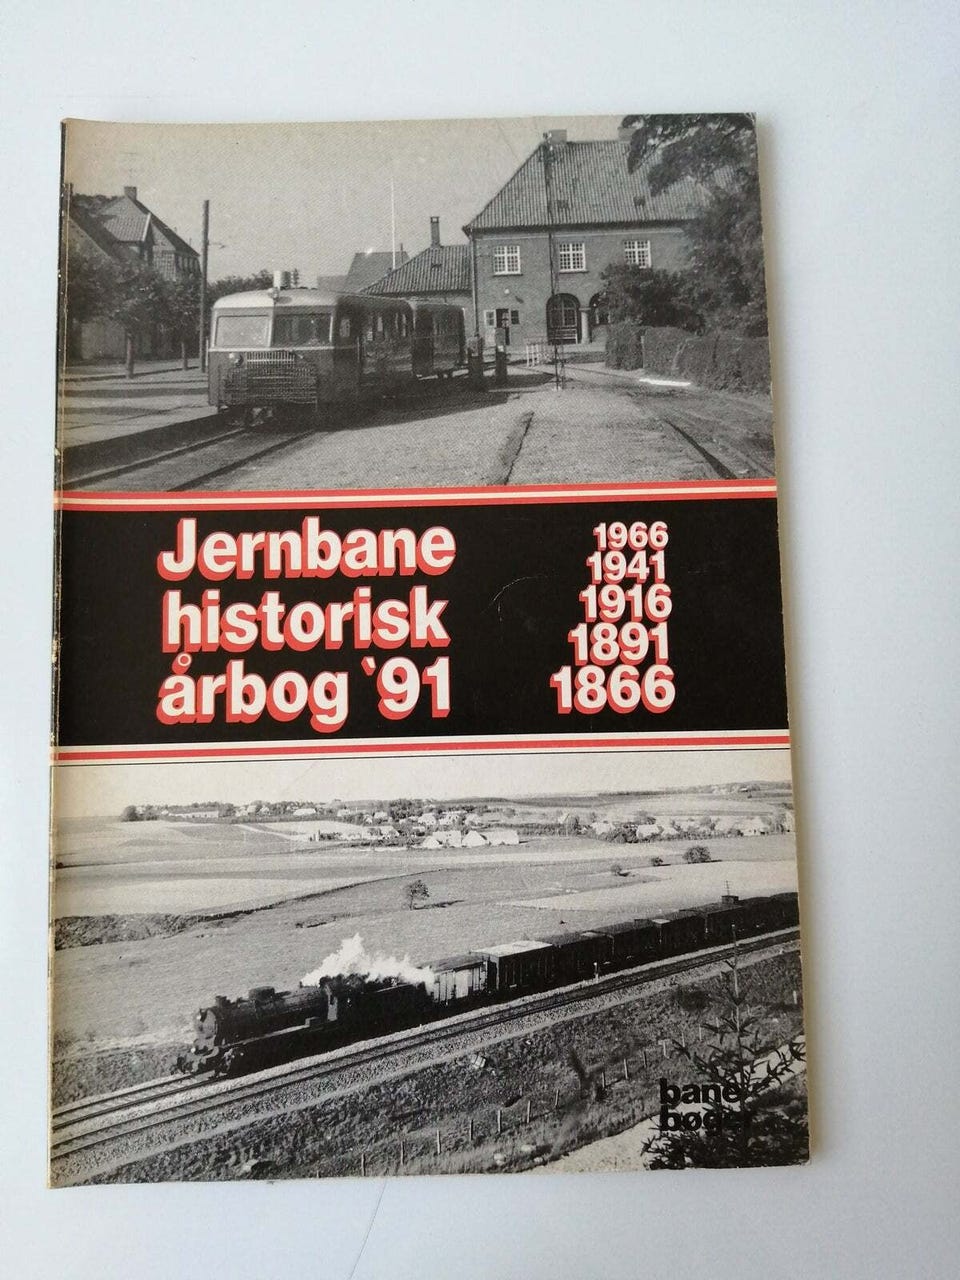 Jernbane
historisk
årbog '91
1966
1941
1916
1891
1866
bane
bøger